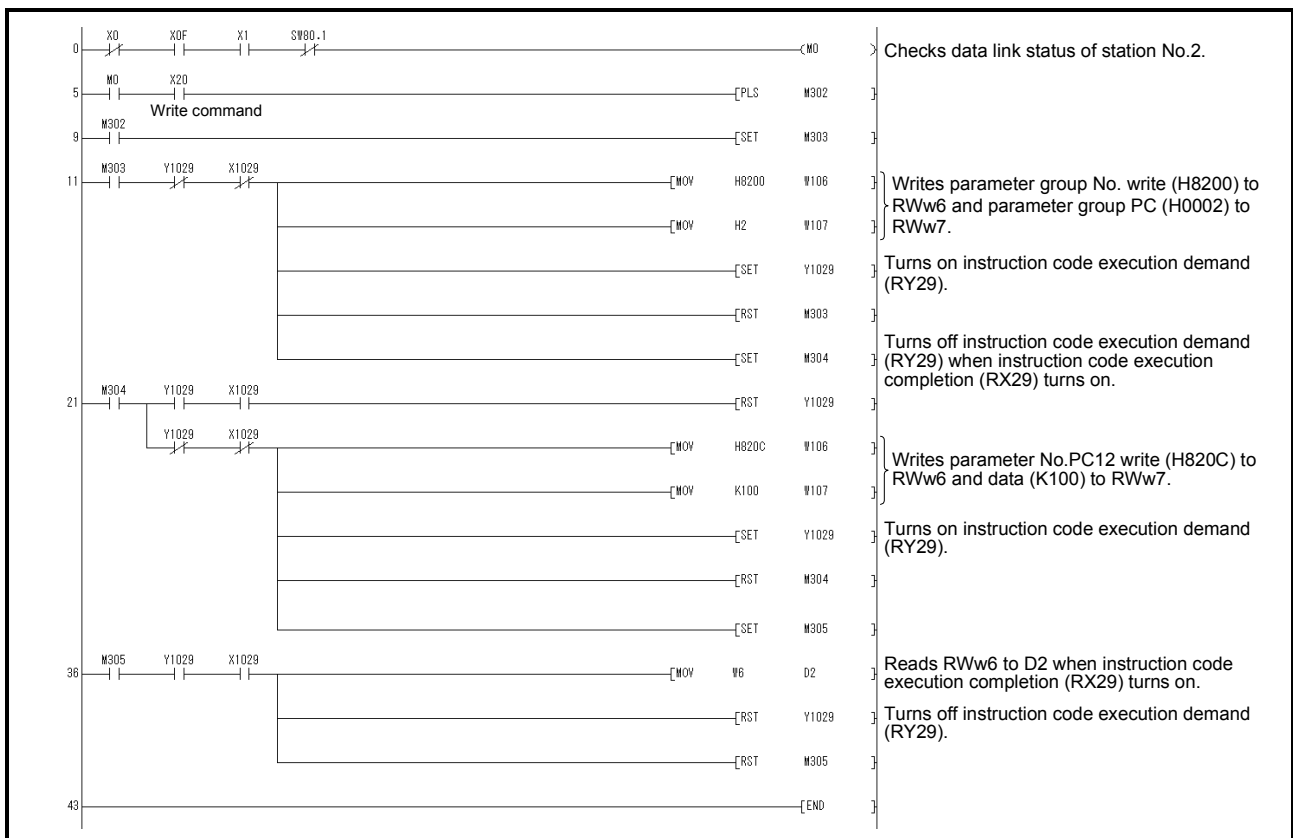 X0 X0F X1 SW80.1
0 (M0 ) Checks data link status of station No.2.
M0 X20
5 [PLS M302 ]
Write command
M302
9 [SET M303 ]
M303 Y1029 X1029
11 [MOV H8200 W106 ] Writes parameter group No. write (H8200) to
RWw6 and parameter group PC (H0002) to
[MOV H2 W107 ] RWw7.
[SET Y1029 ] Turns on instruction code execution demand
(RY29).
[RST M303 ]
Turns off instruction code execution demand
[SET M304 ] (RY29) when instruction code execution
completion (RX29) turns on.
M304 Y1029 X1029
21 [RST Y1029 ]
Y1029 X1029
[MOV H820C W106 ] Writes parameter No.PC12 write (H820C) to
RWw6 and data (K100) to RWw7.
[MOV K100 W107 ]
[SET Y1029 ] Turns on instruction code execution demand
(RY29).
[RST M304 ]
[SET M305 ]
M305 Y1029 X1029
36 [MOV W6 D2 ] Reads RWw6 to D2 when instruction code
execution completion (RX29) turns on.
[RST Y1029 ] Turns off instruction code execution demand
(RY29).
[RST M305 ]
43 [END ]